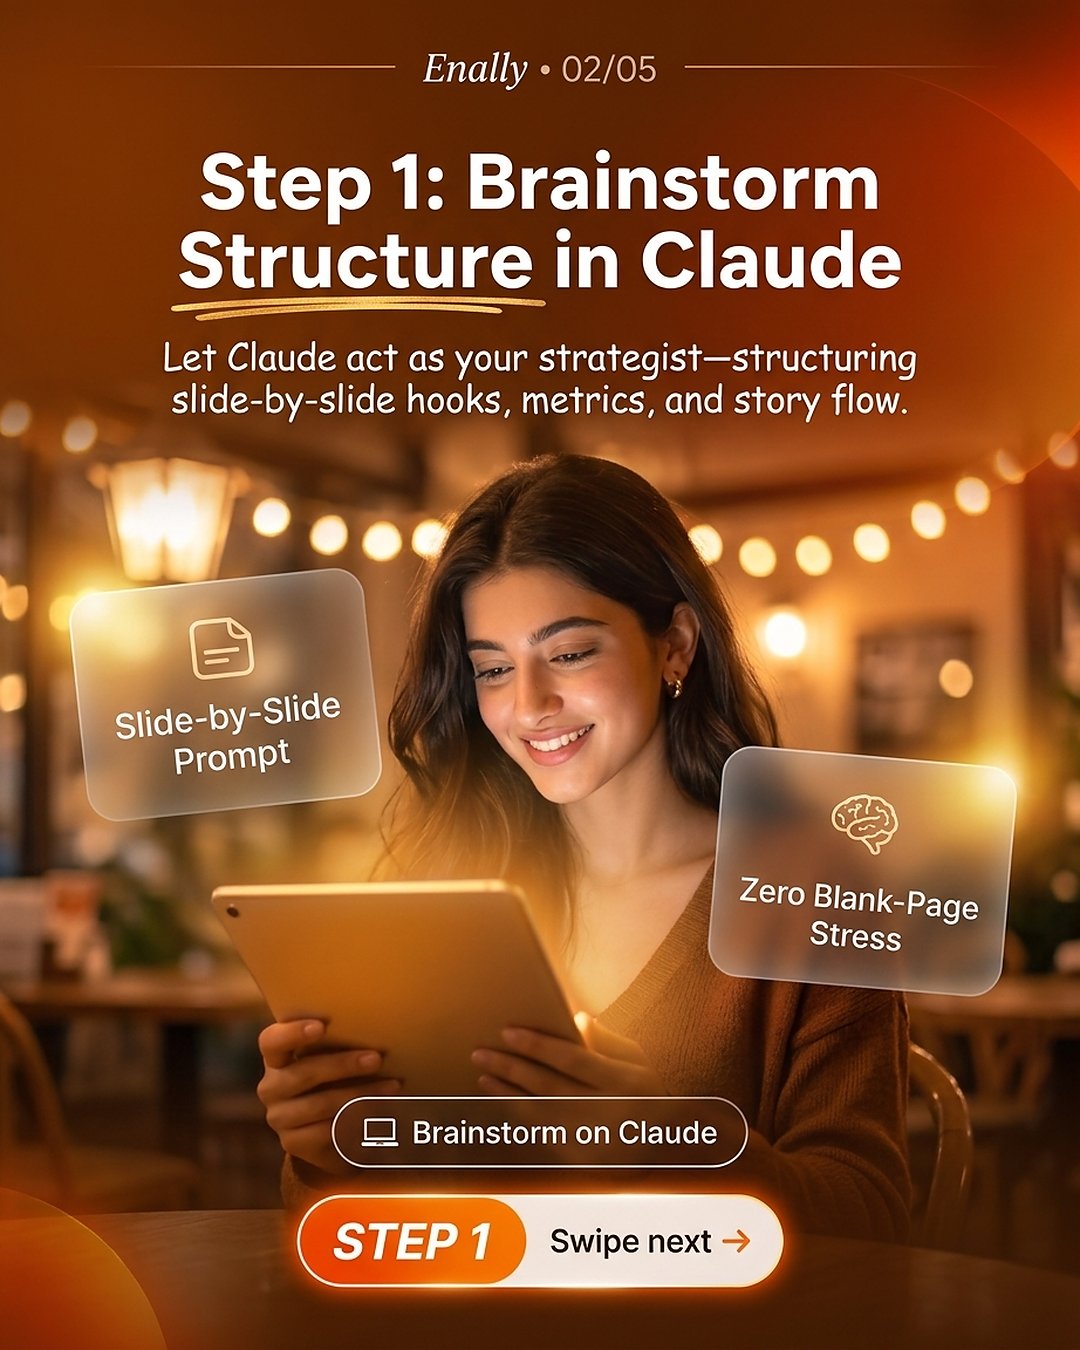 Enally • 02/05
Step 1: Brainstorm
Structure in Claude
Let Claude act as your strategist—structuring
slide-by-slide hooks, metrics, and story flow.
Slide-by-Slide
Prompt
Zero Blank-Page
Stress
Brainstorm on Claude
STEP 1 Swipe next →